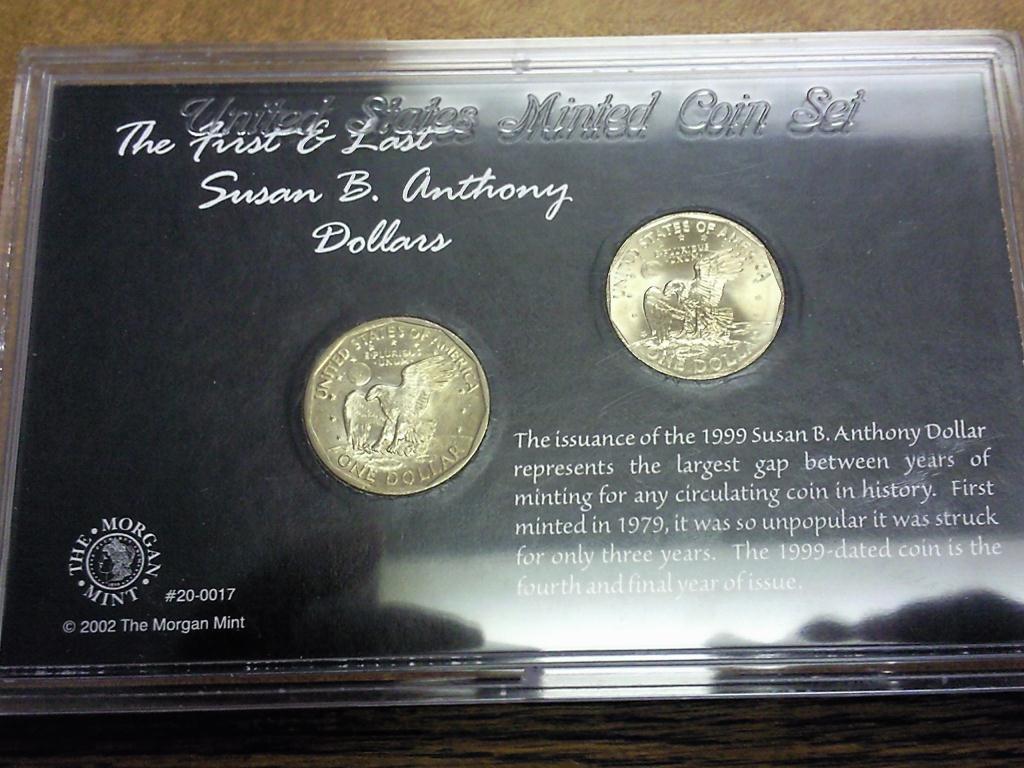 United States Minted Coin Set
The First & Last
Susan B. Anthony
Dollars
UNITED STATES OF AMERICA
E PLURIBUS
UNUM
ONE DOLLAR
UNITED STATES OF AMERICA
E PLURIBUS
UNUM
ONE DOLLAR
The issuance of the 1999 Susan B. Anthony Dollar
represents the largest gap between years of
minting for any circulating coin in history. First
minted in 1979, it was so unpopular it was struck
for only three years. The 1999-dated coin is the
fourth and final year of issue.
THE MORGAN MINT
#20-0017
© 2002 The Morgan Mint